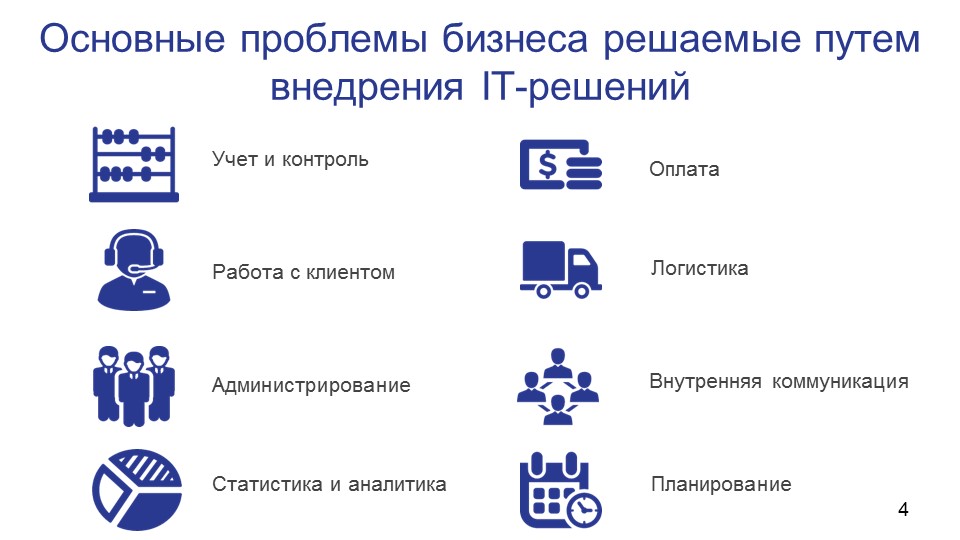 Основные проблемы бизнеса решаемые путем
внедрения IT-решений
Учет и контроль
Оплата
$
Работа с клиентом
Логистика
Администрирование
Внутренняя коммуникация
Статистика и аналитика
Планирование
4